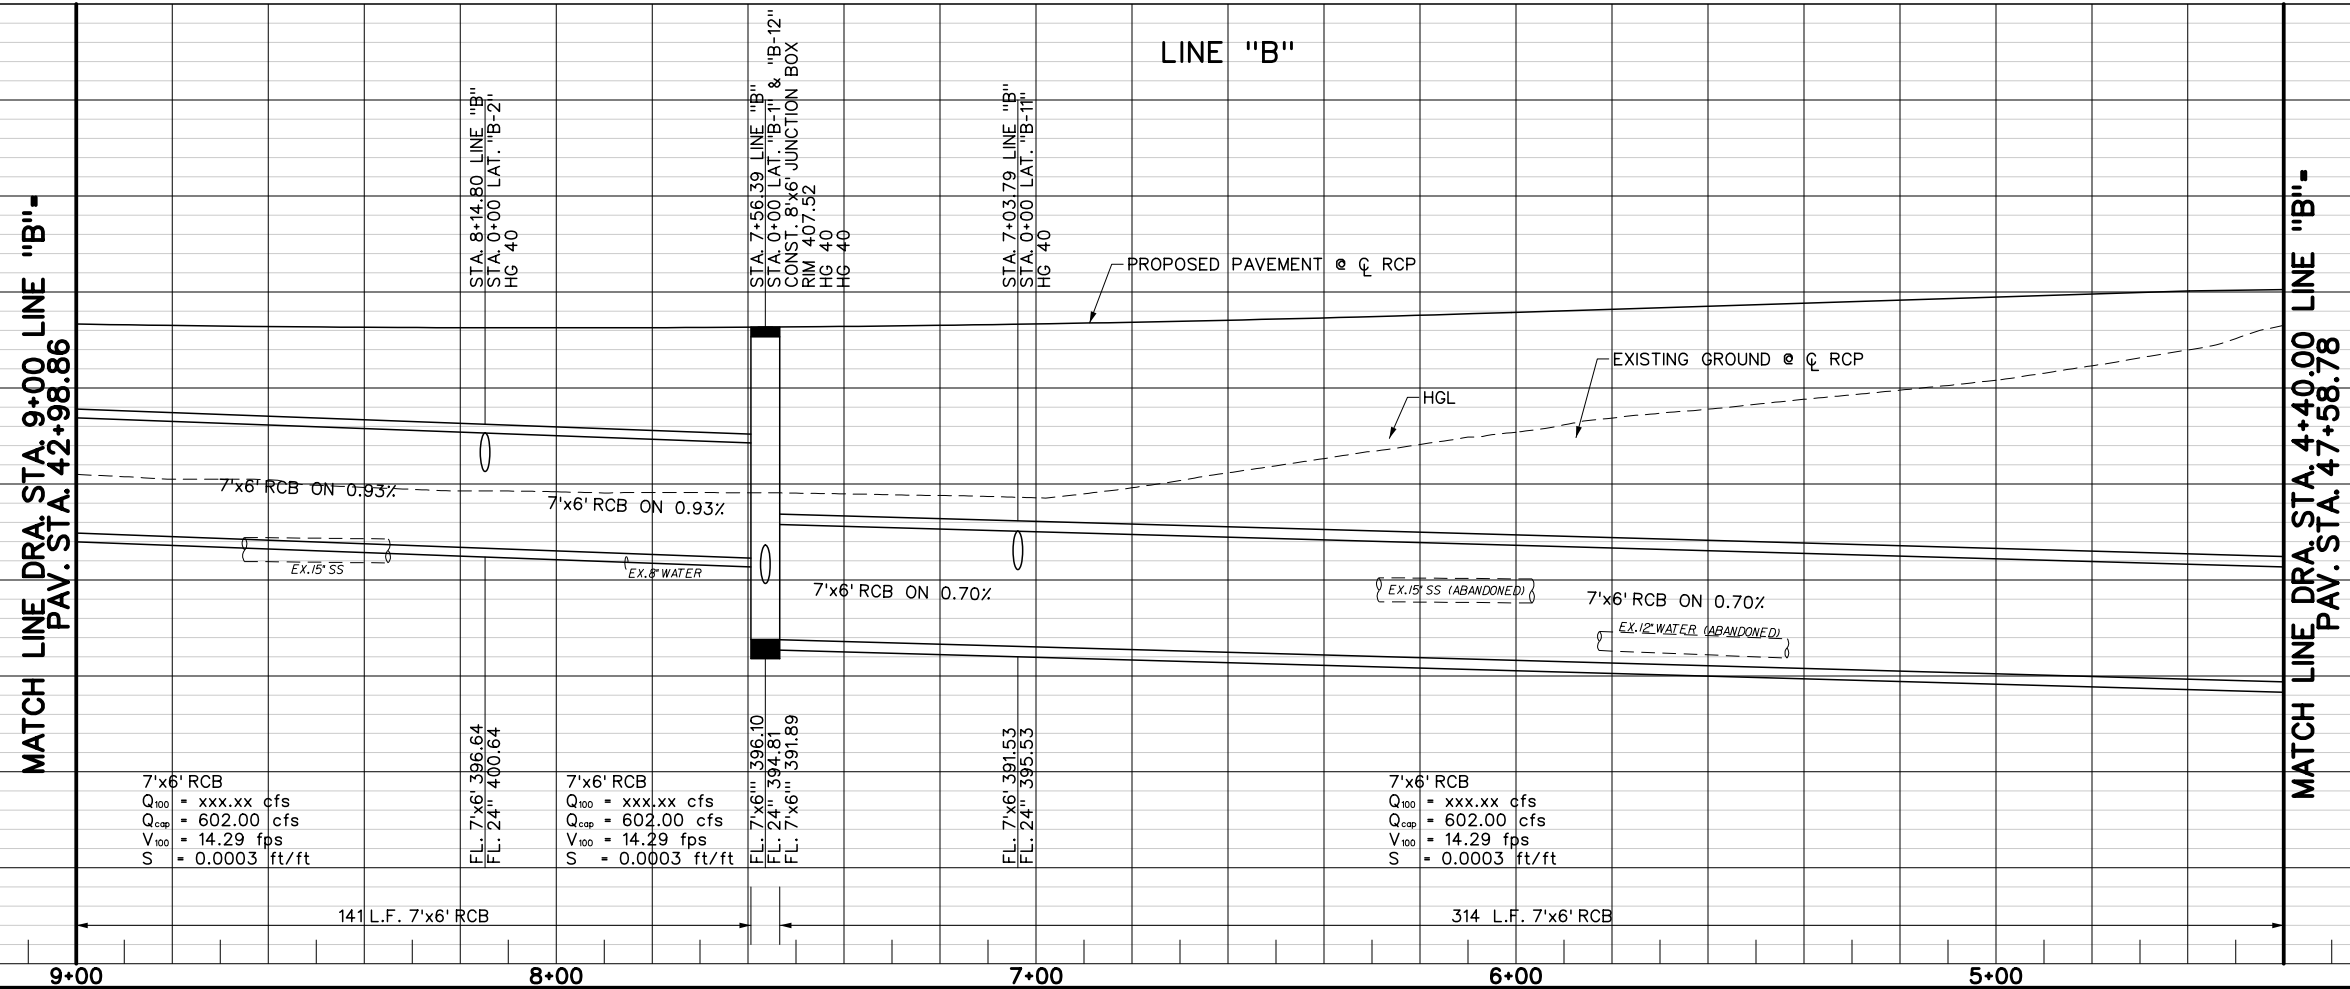 LINE "B"
MATCH LINE DRA. STA. 9+00 LINE "B"=
PAV. STA. 42+98.86
STA. 8+14.80 LINE "B"
STA. 0+00 LAT. "B-2"
HG 40
STA. 7+56.39 LINE "B"
STA. 0+00 LAT. "B-1" & "B-12"
CONST. 8'x6' JUNCTION BOX
RIM 407.52
HG 40
HG 40
STA. 7+03.79 LINE "B"
STA. 0+00 LAT. "B-11"
HG 40
PROPOSED PAVEMENT @ ℄ RCP
EXISTING GROUND @ ℄ RCP
HGL
7'x6' RCB ON 0.93%
7'x6' RCB ON 0.93%
EX.15" SS
EX.8" WATER
7'x6' RCB ON 0.70%
EX.15" SS (ABANDONED)
7'x6' RCB ON 0.70%
EX.12" WATER (ABANDONED)
FL. 7'x6' 396.64
FL. 24" 400.64
FL. 7'x6'" 396.10
FL. 24" 394.81
FL. 7'x6'" 391.89
FL. 7'x6' 391.53
FL. 24" 395.53
7'x6' RCB
Q100 = xxx.xx cfs
Qcap = 602.00 cfs
V100 = 14.29 fps
S = 0.0003 ft/ft
7'x6' RCB
Q100 = xxx.xx cfs
Qcap = 602.00 cfs
V100 = 14.29 fps
S = 0.0003 ft/ft
7'x6' RCB
Q100 = xxx.xx cfs
Qcap = 602.00 cfs
V100 = 14.29 fps
S = 0.0003 ft/ft
141 L.F. 7'x6' RCB
314 L.F. 7'x6' RCB
9+00 8+00 7+00 6+00 5+00
MATCH LINE DRA. STA. 4+40.00 LINE "B"=
PAV. STA. 47+58.78